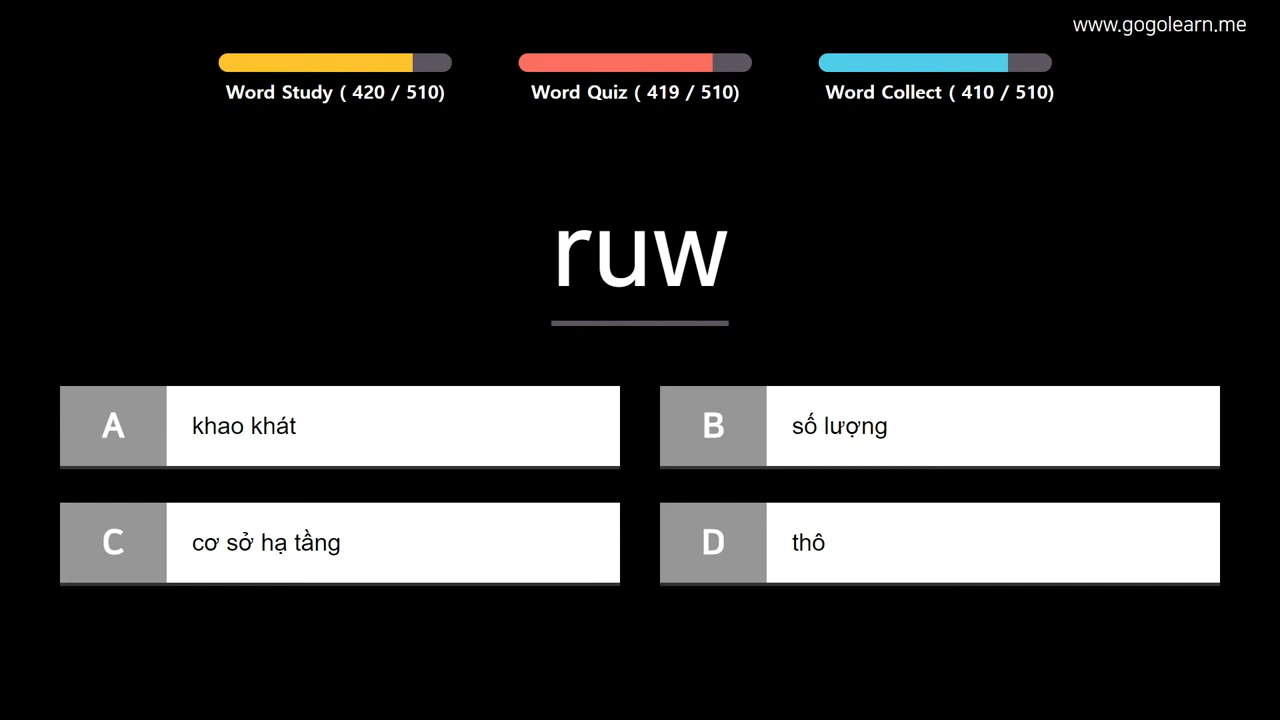 www.gogolearn.me
Word Study ( 420 / 510)
Word Quiz ( 419 / 510)
Word Collect ( 410 / 510)
ruw
A khao khát
B số lượng
C cơ sở hạ tầng
D thô